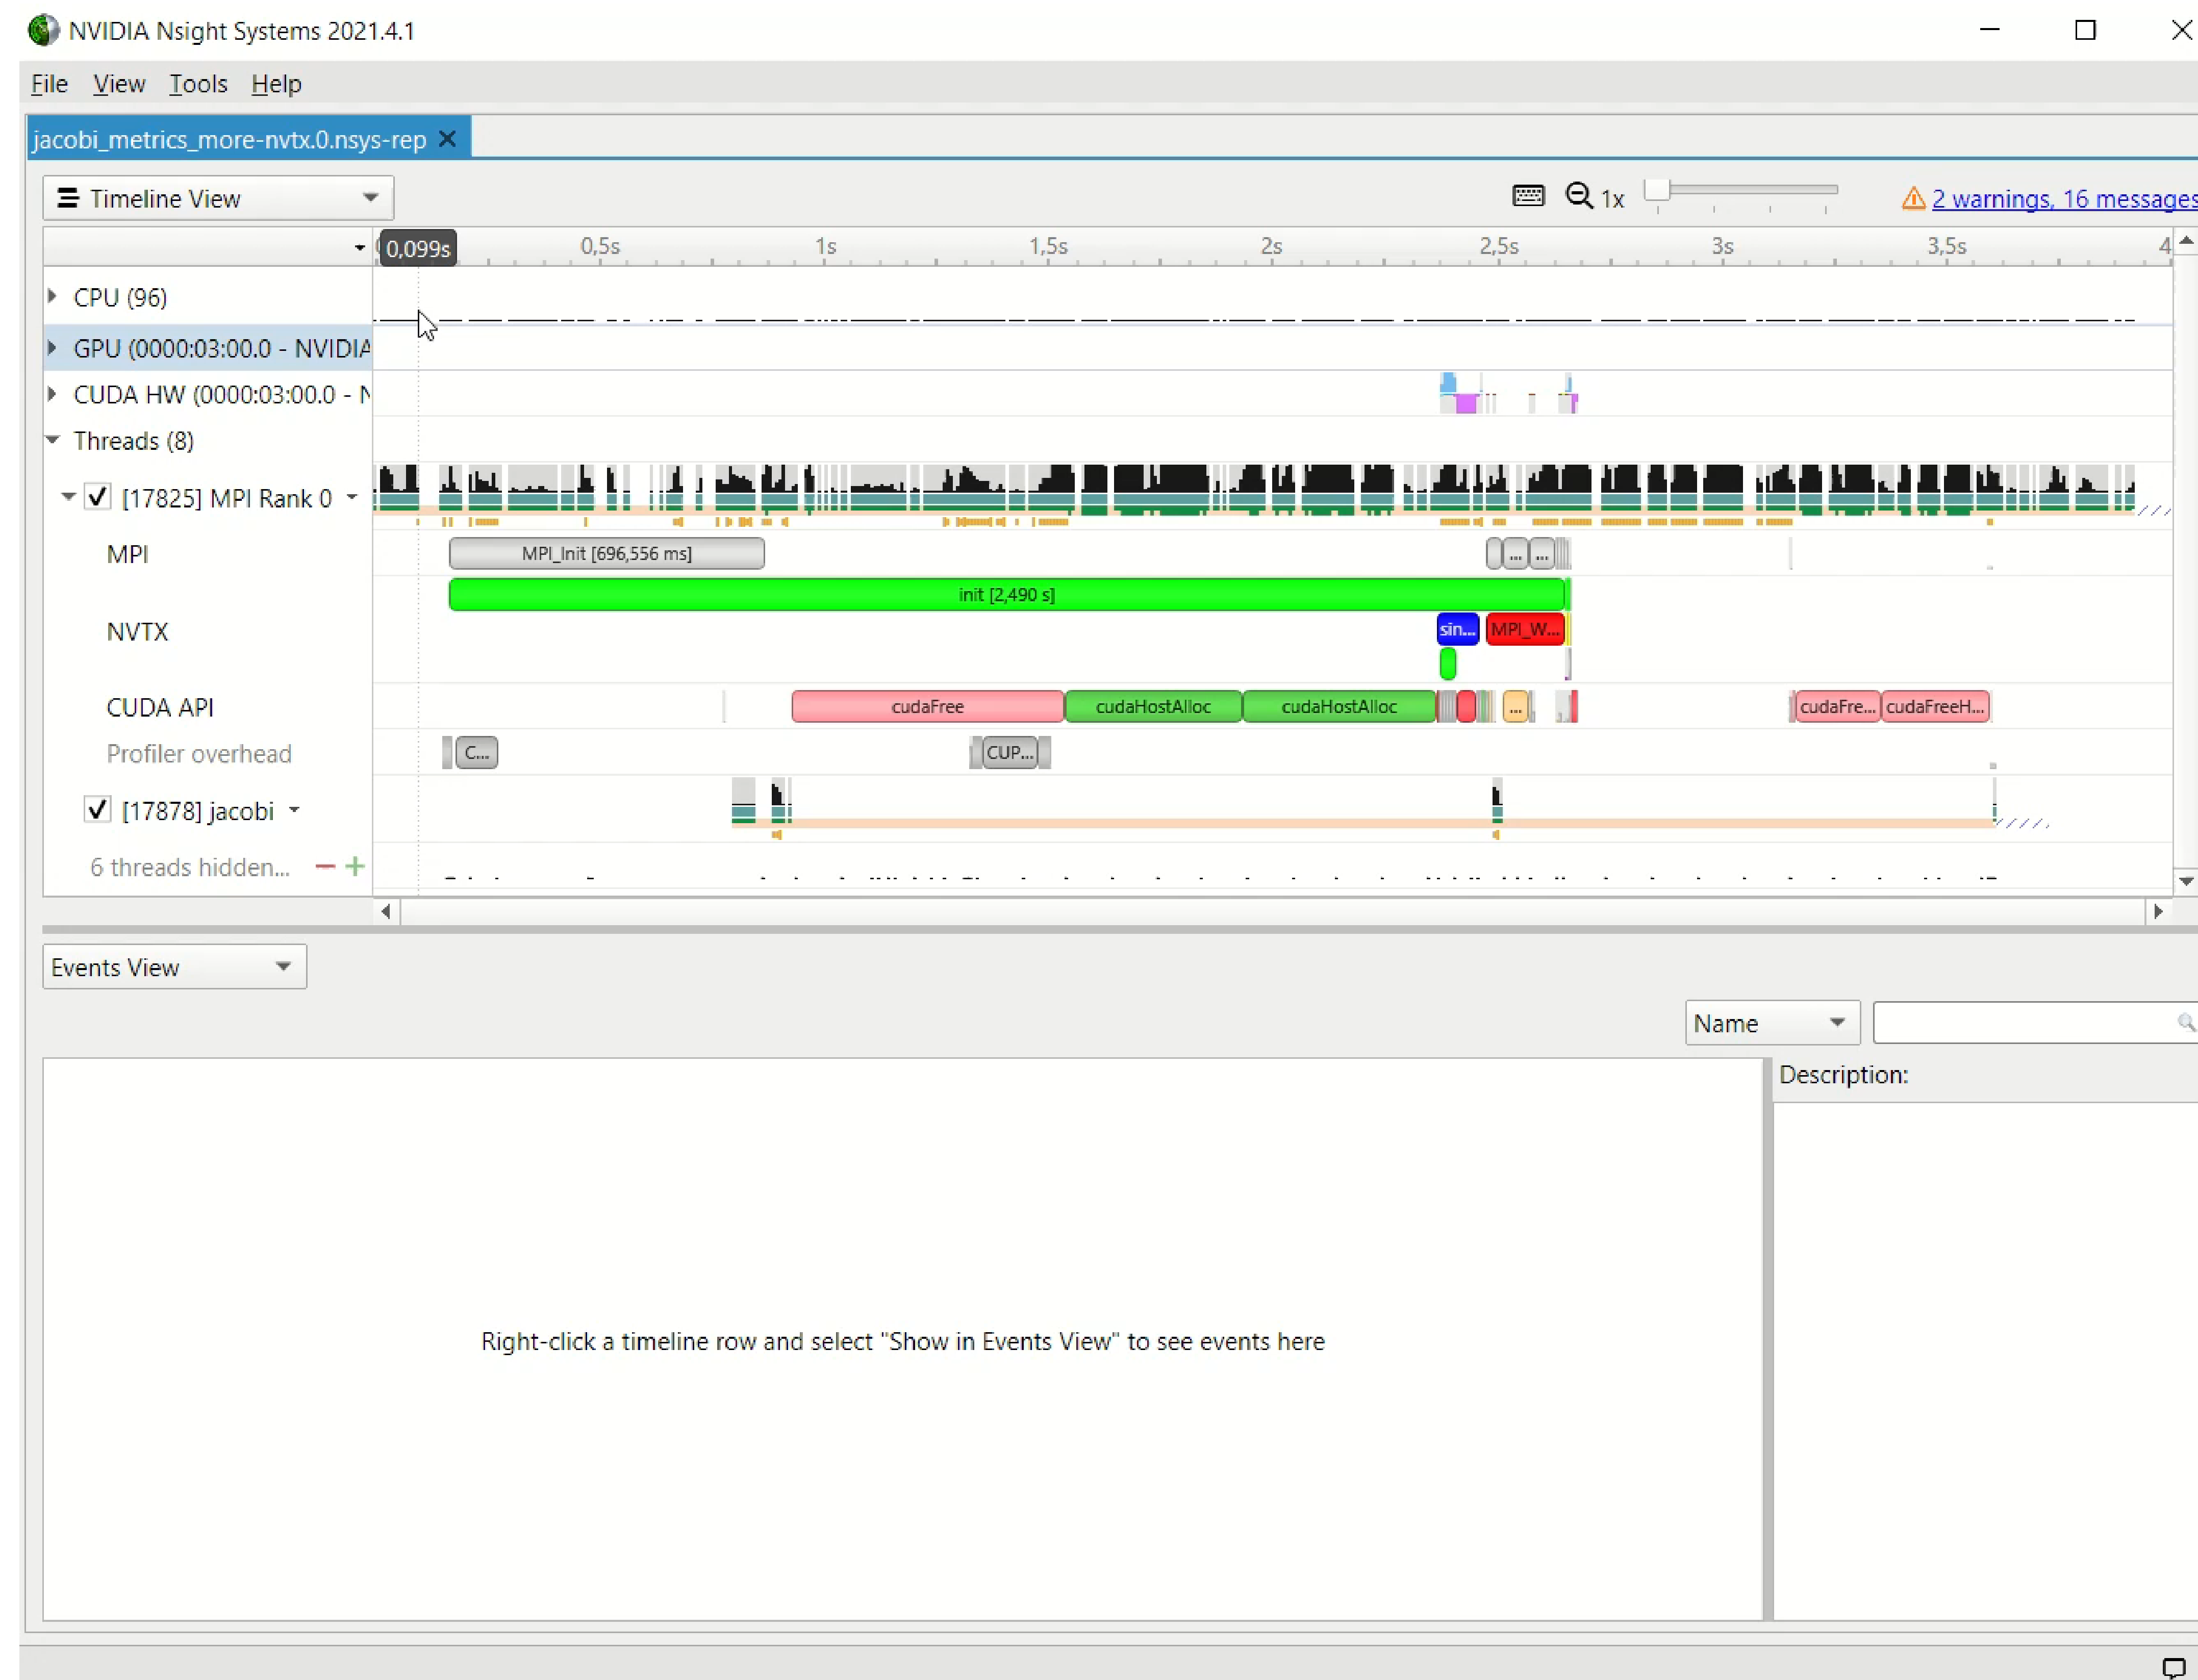 NVIDIA Nsight Systems 2021.4.1
File View Tools Help
jacobi_metrics_more-nvtx.0.nsys-rep
Timeline View
1x
2 warnings, 16 messages
0,099s 0,5s 1s 1,5s 2s 2,5s 3s 3,5s 4
CPU (96)
GPU (0000:03:00.0 - NVIDIA
CUDA HW (0000:03:00.0 - N
Threads (8)
[17825] MPI Rank 0
MPI
MPI_Init [696,556 ms]
... ...
init [2,490 s]
NVTX
sin... MPI_W...
CUDA API
cudaFree cudaHostAlloc cudaHostAlloc ... cudaFre... cudaFreeH...
Profiler overhead
C... CUP...
[17878] jacobi
6 threads hidden...
Events View
Name
Description:
Right-click a timeline row and select "Show in Events View" to see events here